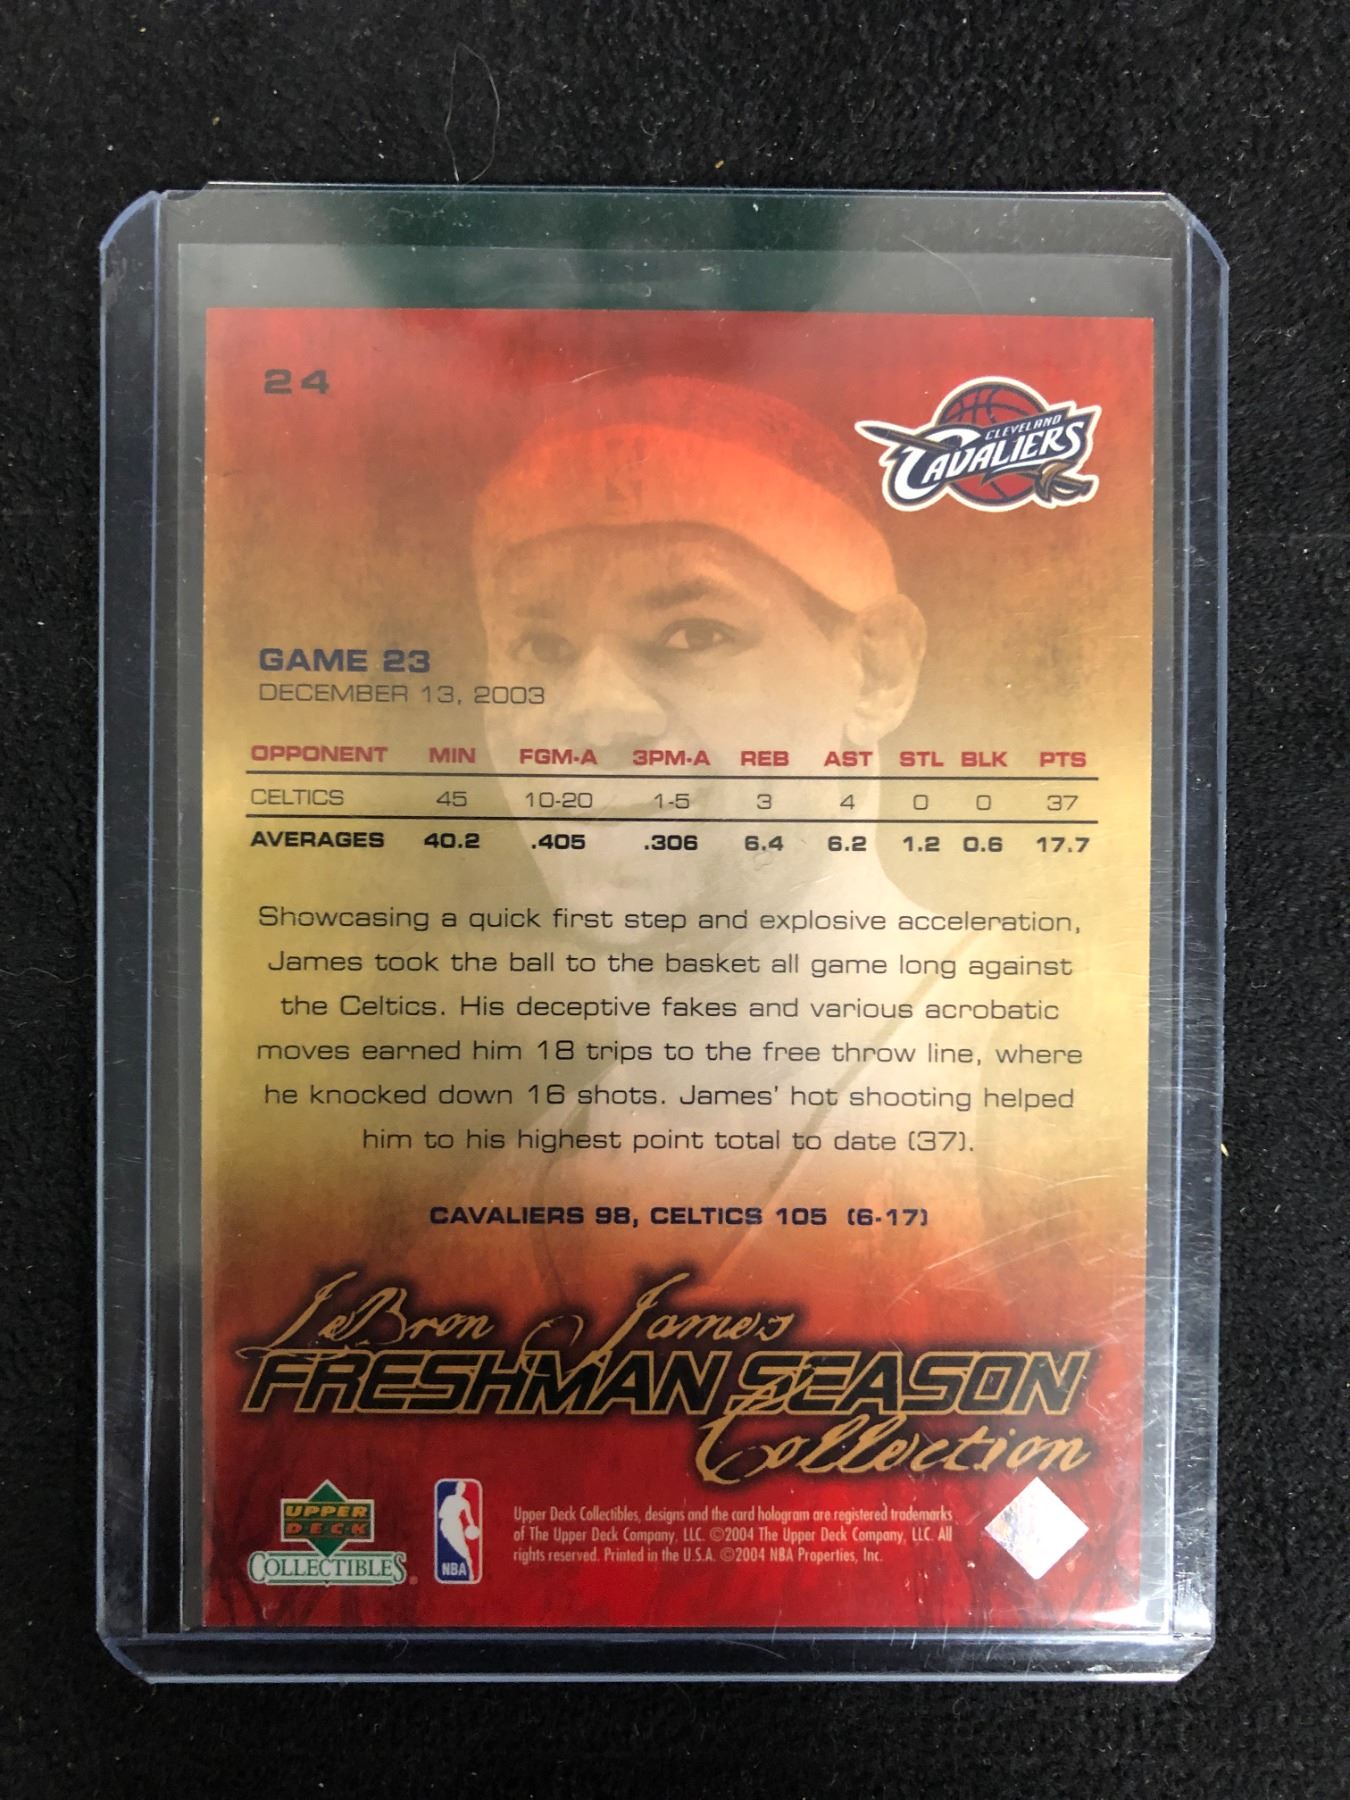 24
CLEVELAND
CAVALIERS
GAME 23
DECEMBER 13, 2003
OPPONENT MIN FGM-A 3PM-A REB AST STL BLK PTS
CELTICS 45 10-20 1-5 3 4 0 0 37
AVERAGES 40.2 .405 .306 6.4 6.2 1.2 0.6 17.7
Showcasing a quick first step and explosive acceleration,
James took the ball to the basket all game long against
the Celtics. His deceptive fakes and various acrobatic
moves earned him 18 trips to the free throw line, where
he knocked down 16 shots. James' hot shooting helped
him to his highest point total to date (37).
CAVALIERS 98, CELTICS 105 (6-17)
LeBron James
FRESHMAN SEASON
Collection
UPPER
DECK
COLLECTIBLES
NBA
Upper Deck Collectibles, designs and the card hologram are registered trademarks
of The Upper Deck Company, LLC. ©2004 The Upper Deck Company, LLC. All
rights reserved. Printed in the U.S.A. ©2004 NBA Properties, Inc.